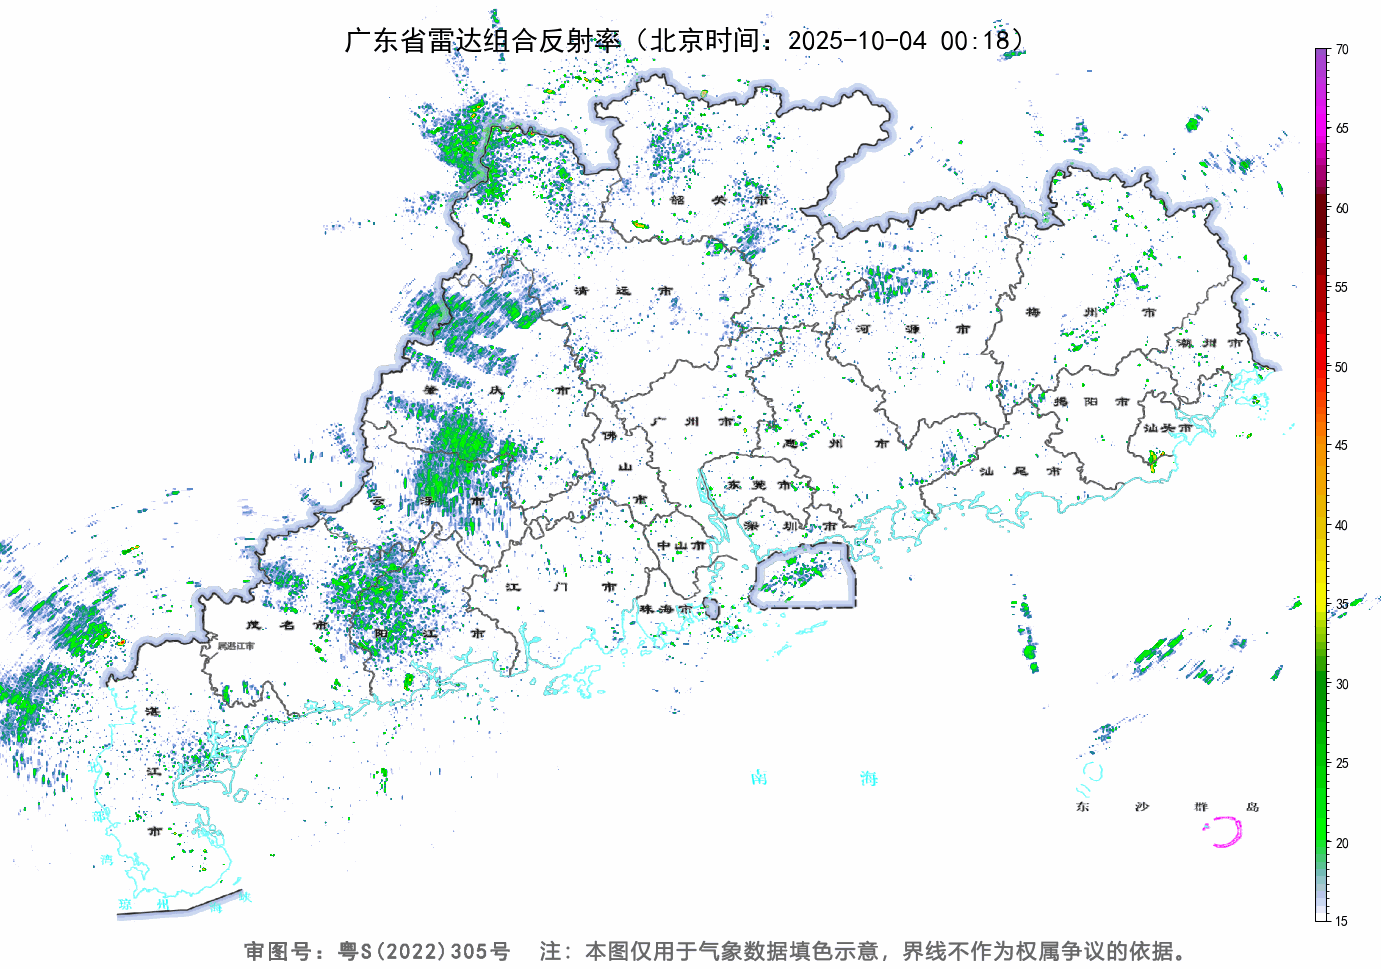 广东省雷达组合反射率（北京时间：2025-10-04 00:18）
70
65
60
55
50
45
40
35
30
25
20
15
韶关市
清远市
河源市
梅州市
潮州市
肇庆市
广州市
佛山市
惠州市
揭阳市
汕头市
汕尾市
云浮市
东莞市
深圳市
中山市
江门市
珠海市
茂名市
阳江市
属湛江市
湛江市
南海
东沙群岛
北部湾
琼州海峡
审图号：粤S(2022)305号 注：本图仅用于气象数据填色示意，界线不作为权属争议的依据。